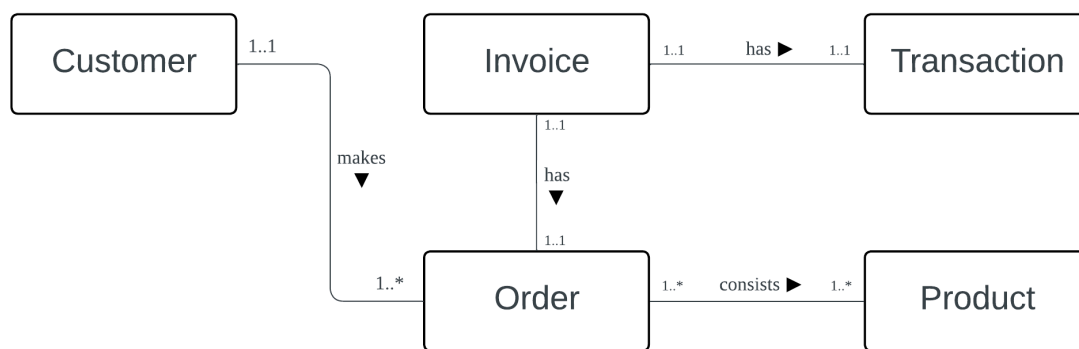 Customer
1..1
Invoice
1..1
has ▶
1..1
Transaction
1..1
makes
▼
has
▼
1..1
1..*
Order
1..*
consists ▶
1..*
Product